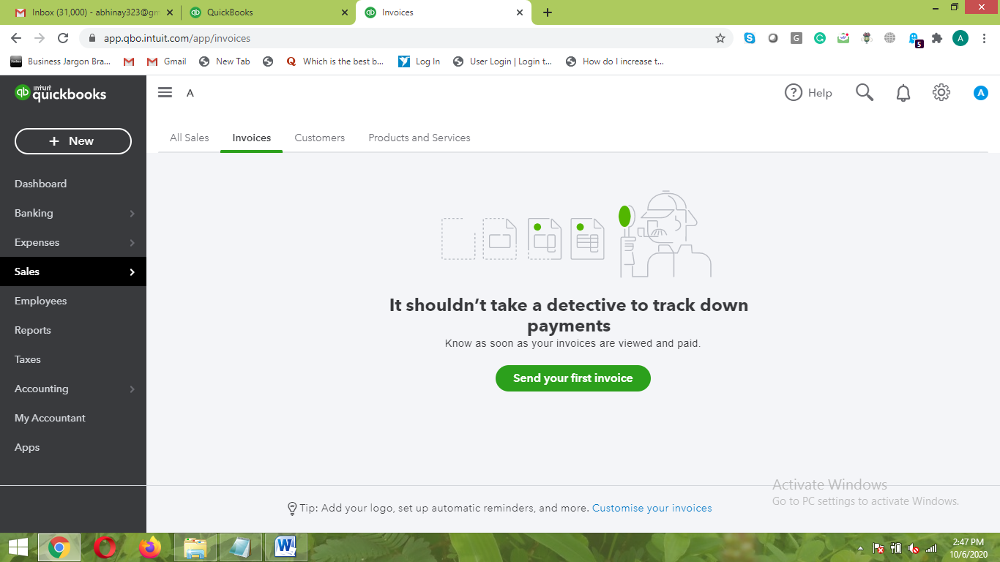 Inbox (31,000) - abhinay323@gm
QuickBooks
Invoices
app.qbo.intuit.com/app/invoices
G
5
A
Business Jargon Bra...
Gmail
New Tab
Which is the best b...
Log In
User Login | Login t...
How do I increase t...
qb intuit quickbooks
A
Help
A
+ New
All Sales
Invoices
Customers
Products and Services
Dashboard
Banking
Expenses
Sales
Employees
Reports
Taxes
Accounting
My Accountant
Apps
It shouldn’t take a detective to track down
payments
Know as soon as your invoices are viewed and paid.
Send your first invoice
Activate Windows
Go to PC settings to activate Windows.
Tip: Add your logo, set up automatic reminders, and more. Customise your invoices
2:47 PM
10/6/2020